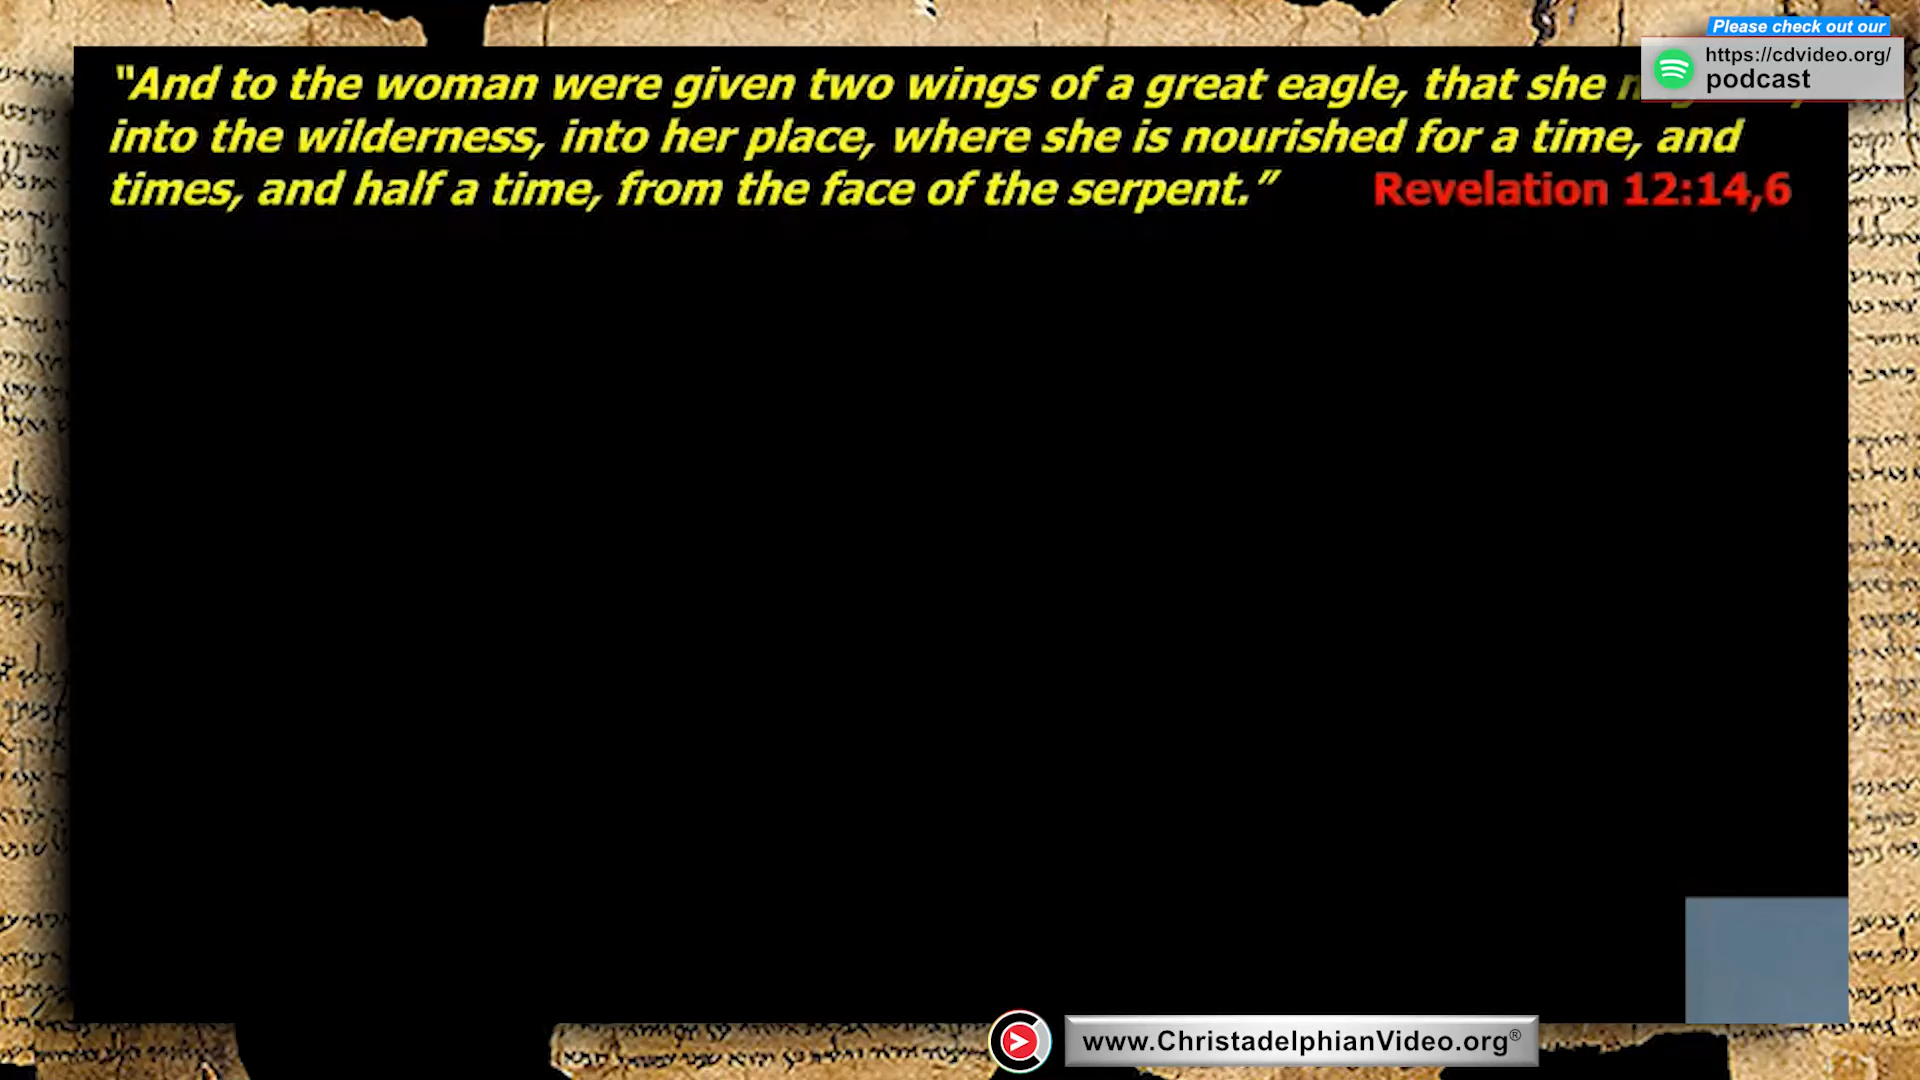 Please check out our
https://cdvideo.org/
podcast
“And to the woman were given two wings of a great eagle, that she
into the wilderness, into her place, where she is nourished for a time, and
times, and half a time, from the face of the serpent.” Revelation 12:14,6
www.ChristadelphianVideo.org®